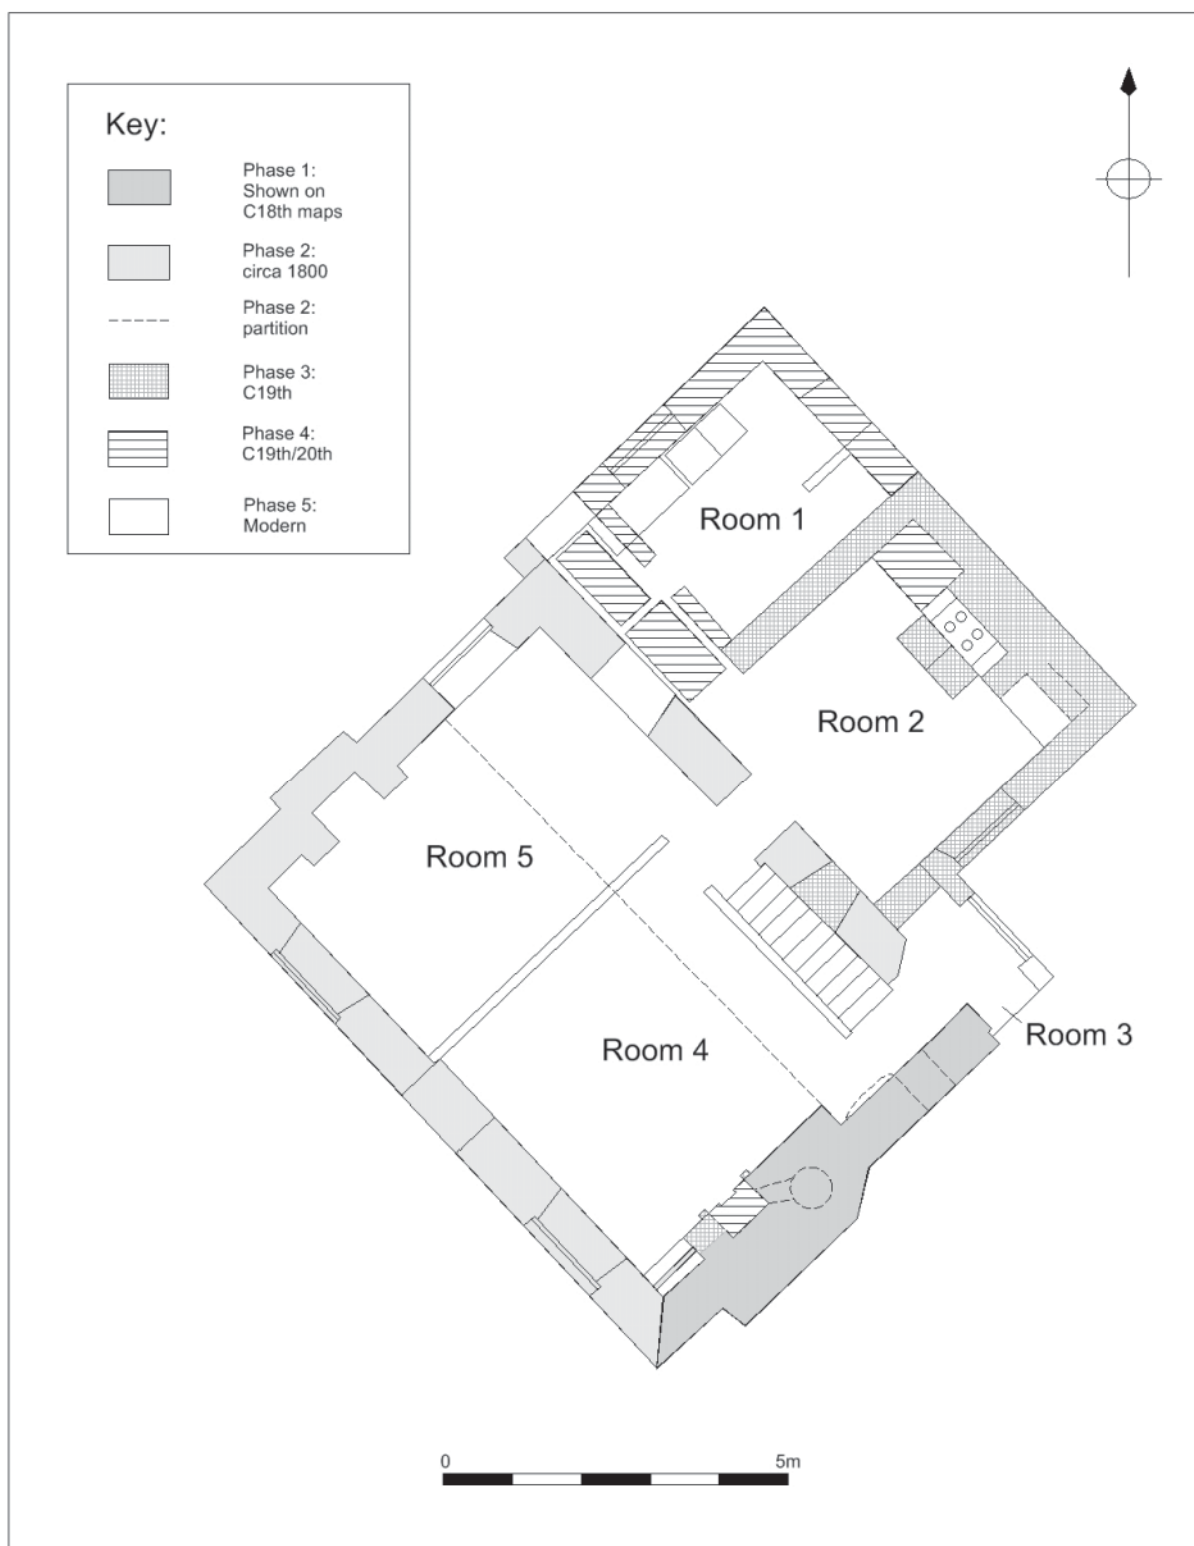 Key:
Phase 1:
Shown on
C18th maps
Phase 2:
circa 1800
Phase 2:
partition
Phase 3:
C19th
Phase 4:
C19th/20th
Phase 5:
Modern
Room 1
Room 2
Room 5
Room 3
Room 4
0 5m